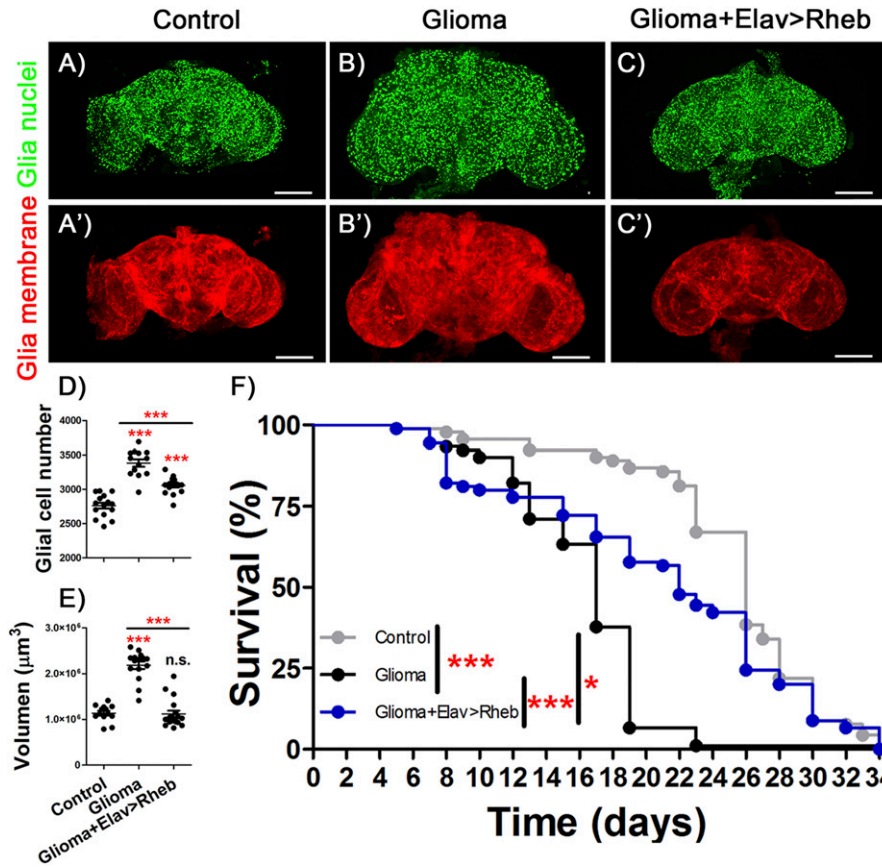 Control Glioma Glioma+Elav>Rheb
Glia nuclei
A) B) C)
Glia membrane
A') B') C')
D)
Glial cell number
4000
3500
3000
2500
2000
***
***
***
E)
Volumen (μm³)
3.0×10⁶
2.0×10⁶
1.0×10⁶
0
***
***
n.s.
Control
Glioma
Glioma+Elav>Rheb
F)
Survival (%)
100
75
50
25
0
Control
Glioma
Glioma+Elav>Rheb
***
***
*
0 2 4 6 8 10 12 14 16 18 20 22 24 26 28 30 32 34
Time (days)